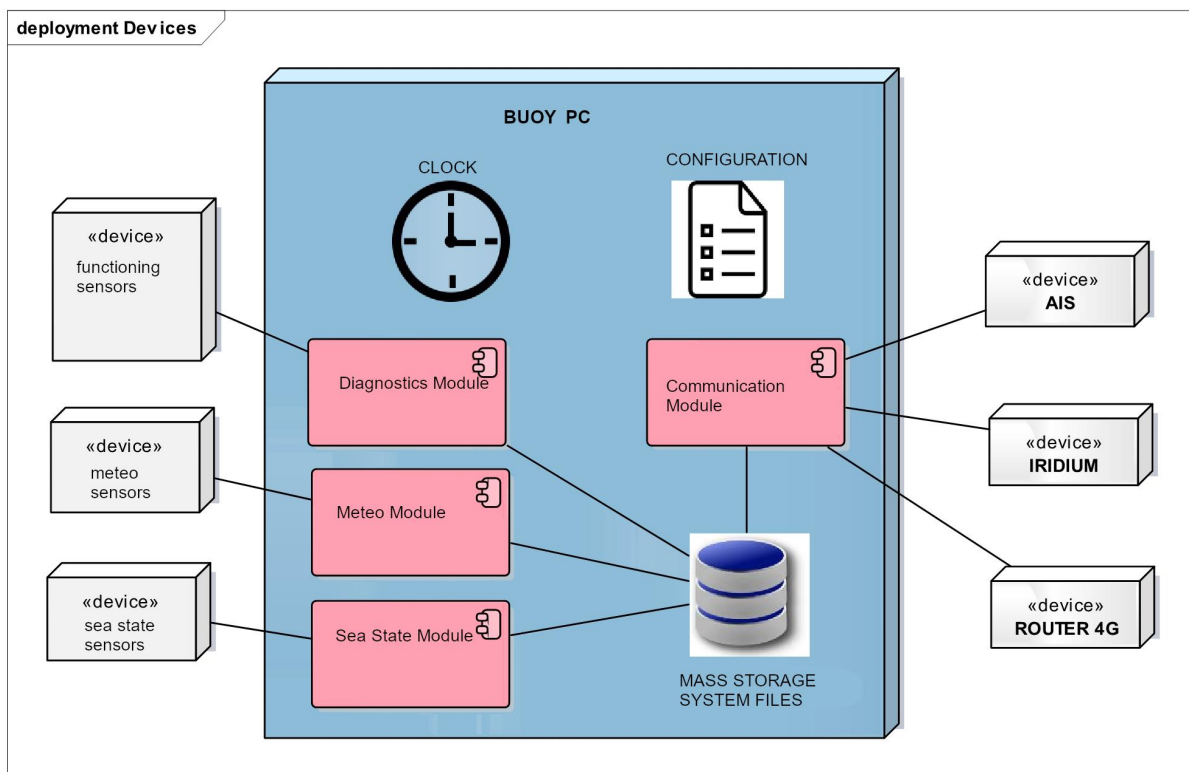 deployment Devices
BUOY PC
CLOCK
CONFIGURATION
«device»
functioning
sensors
«device»
AIS
Diagnostics Module
Communication
Module
«device»
meteo
sensors
«device»
IRIDIUM
Meteo Module
«device»
sea state
sensors
Sea State Module
«device»
ROUTER 4G
MASS STORAGE
SYSTEM FILES